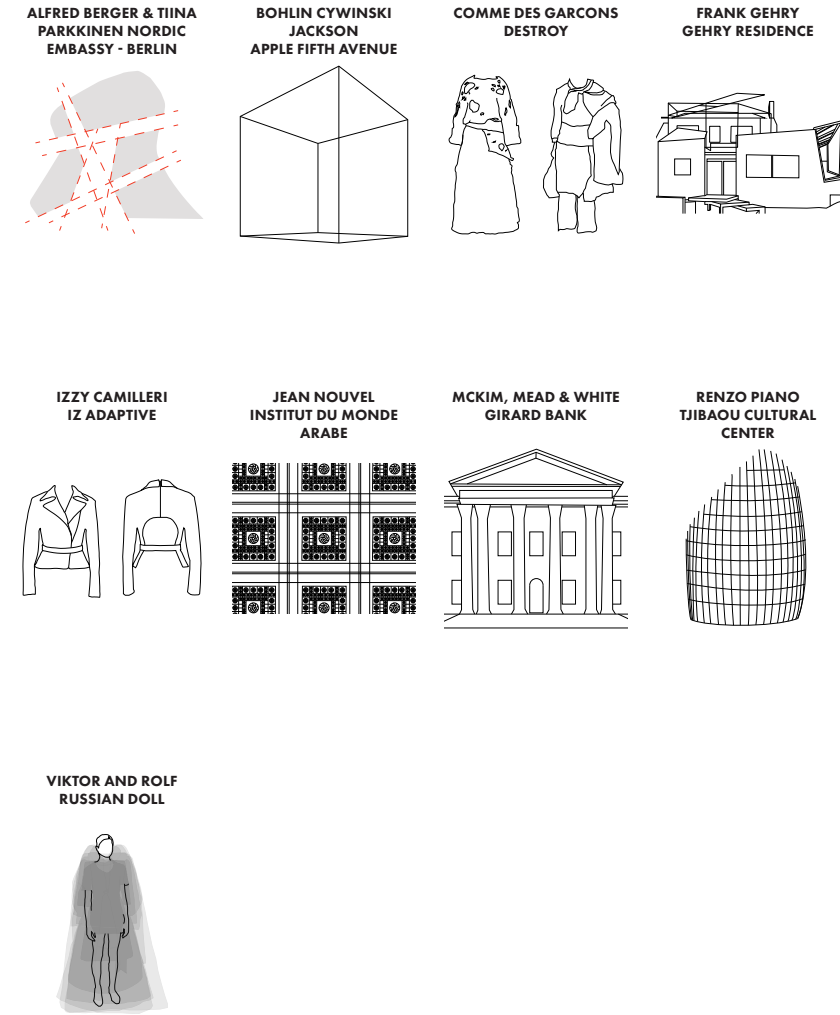 ALFRED BERGER & TIINA
PARKKINEN NORDIC
EMBASSY - BERLIN
BOHLIN CYWINSKI
JACKSON
APPLE FIFTH AVENUE
COMME DES GARCONS
DESTROY
FRANK GEHRY
GEHRY RESIDENCE
IZZY CAMILLERI
IZ ADAPTIVE
JEAN NOUVEL
INSTITUT DU MONDE
ARABE
MCKIM, MEAD & WHITE
GIRARD BANK
RENZO PIANO
TJIBAOU CULTURAL
CENTER
VIKTOR AND ROLF
RUSSIAN DOLL